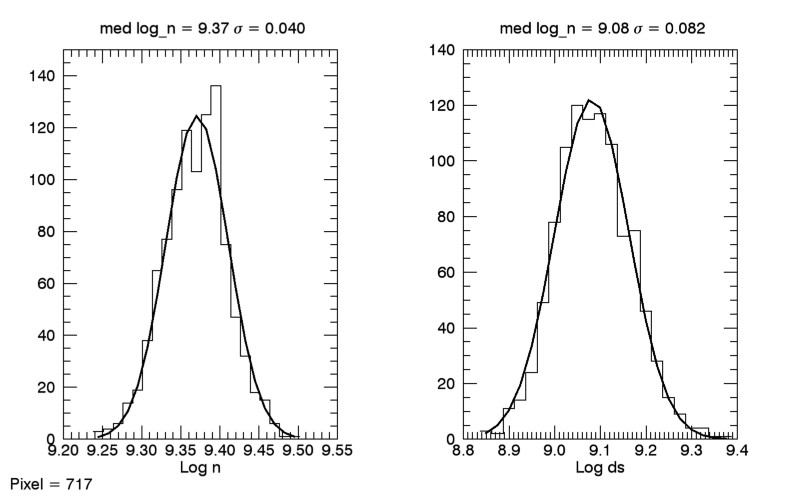 med log_n = 9.37 σ = 0.040
140
120
100
80
60
40
20
0
9.20 9.25 9.30 9.35 9.40 9.45 9.50 9.55
Log n
med log_n = 9.08 σ = 0.082
140
120
100
80
60
40
20
0
8.8 8.9 9.0 9.1 9.2 9.3 9.4
Log ds
Pixel = 717